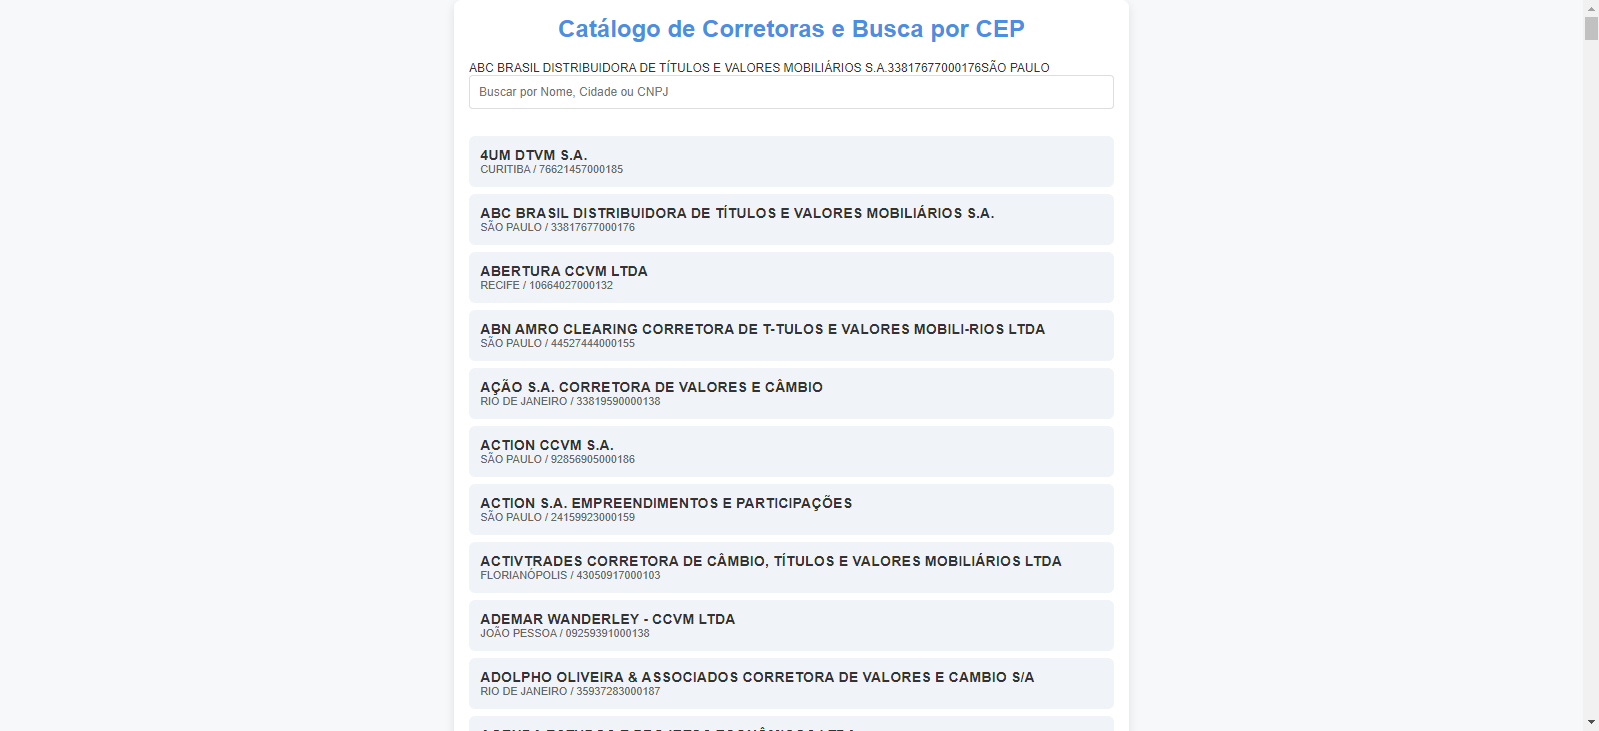 Catálogo de Corretoras e Busca por CEP
ABC BRASIL DISTRIBUIDORA DE TÍTULOS E VALORES MOBILIÁRIOS S.A.33817677000176SÃO PAULO
Buscar por Nome, Cidade ou CNPJ
4UM DTVM S.A.
CURITIBA / 76621457000185
ABC BRASIL DISTRIBUIDORA DE TÍTULOS E VALORES MOBILIÁRIOS S.A.
SÃO PAULO / 33817677000176
ABERTURA CCVM LTDA
RECIFE / 10664027000132
ABN AMRO CLEARING CORRETORA DE T-TULOS E VALORES MOBILI-RIOS LTDA
SÃO PAULO / 44527444000155
AÇÃO S.A. CORRETORA DE VALORES E CÂMBIO
RIO DE JANEIRO / 33819590000138
ACTION CCVM S.A.
SÃO PAULO / 92856905000186
ACTION S.A. EMPREENDIMENTOS E PARTICIPAÇÕES
SÃO PAULO / 24159923000159
ACTIVTRADES CORRETORA DE CÂMBIO, TÍTULOS E VALORES MOBILIÁRIOS LTDA
FLORIANÓPOLIS / 43050917000103
ADEMAR WANDERLEY - CCVM LTDA
JOÃO PESSOA / 09259391000138
ADOLPHO OLIVEIRA & ASSOCIADOS CORRETORA DE VALORES E CAMBIO S/A
RIO DE JANEIRO / 35937283000187